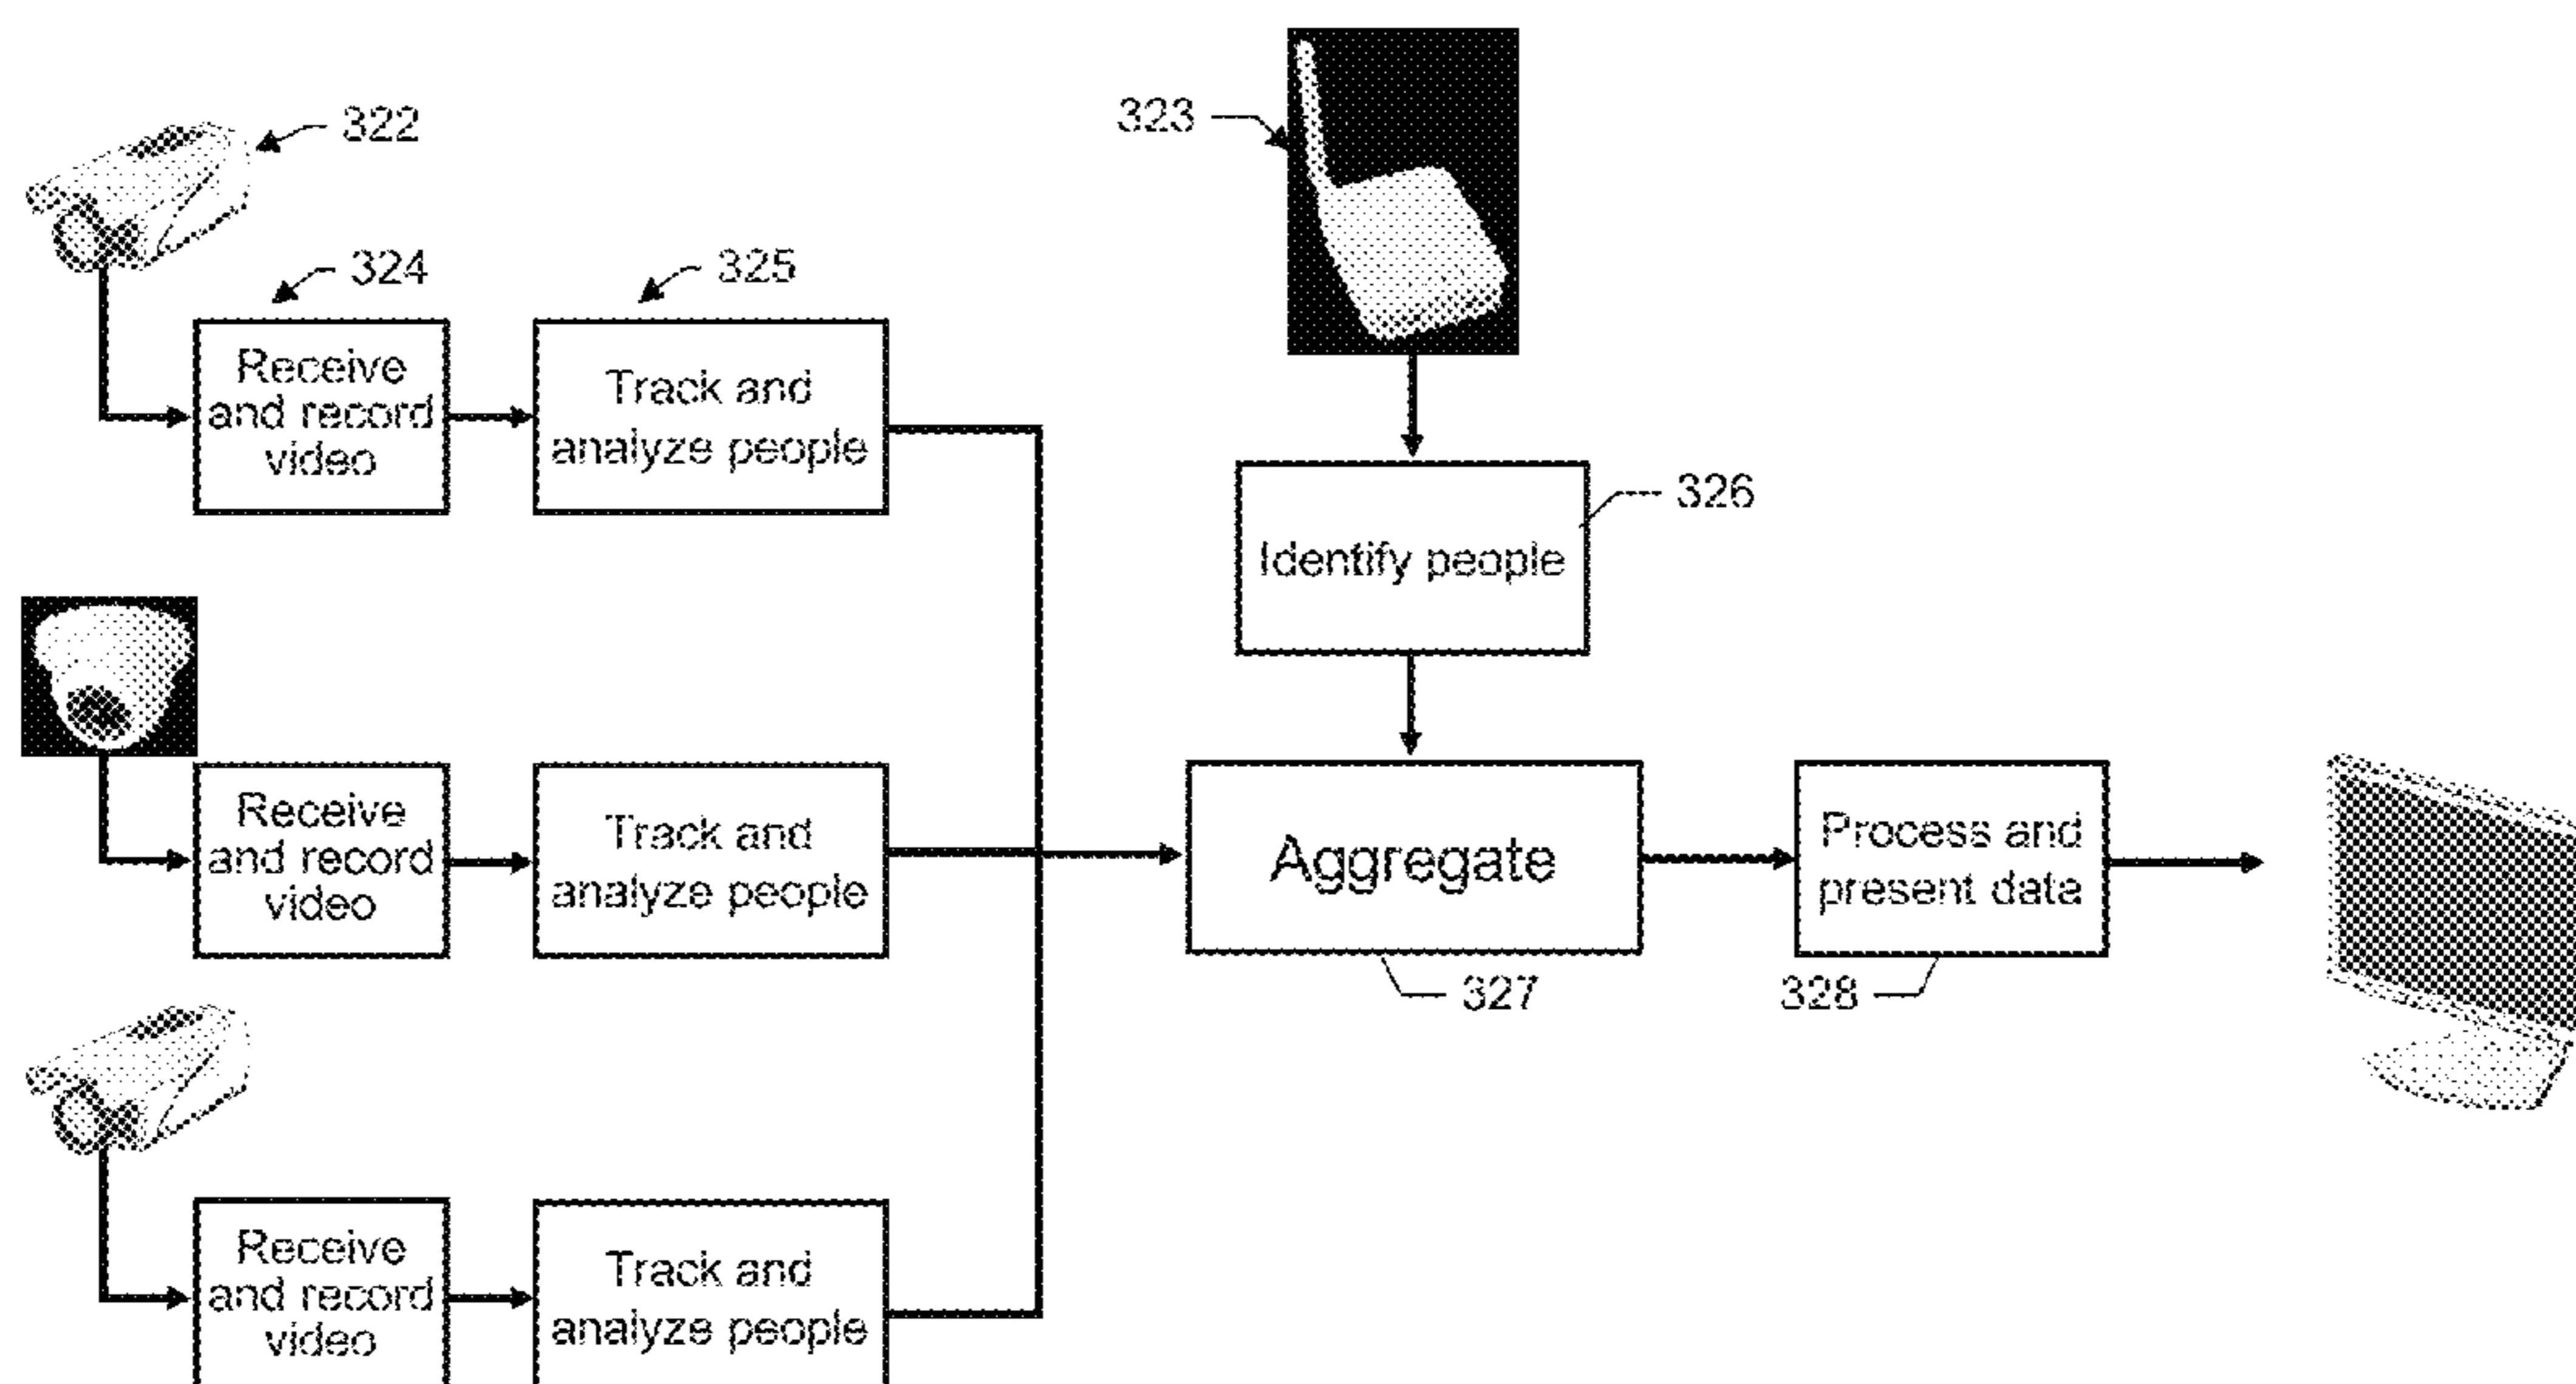 322
323
324
325
Receive
and record
video
Track and
analyze people
326
Identify people
Receive
and record
video
Track and
analyze people
Aggregate
Process and
present data
327
328
Receive
and record
video
Track and
analyze people